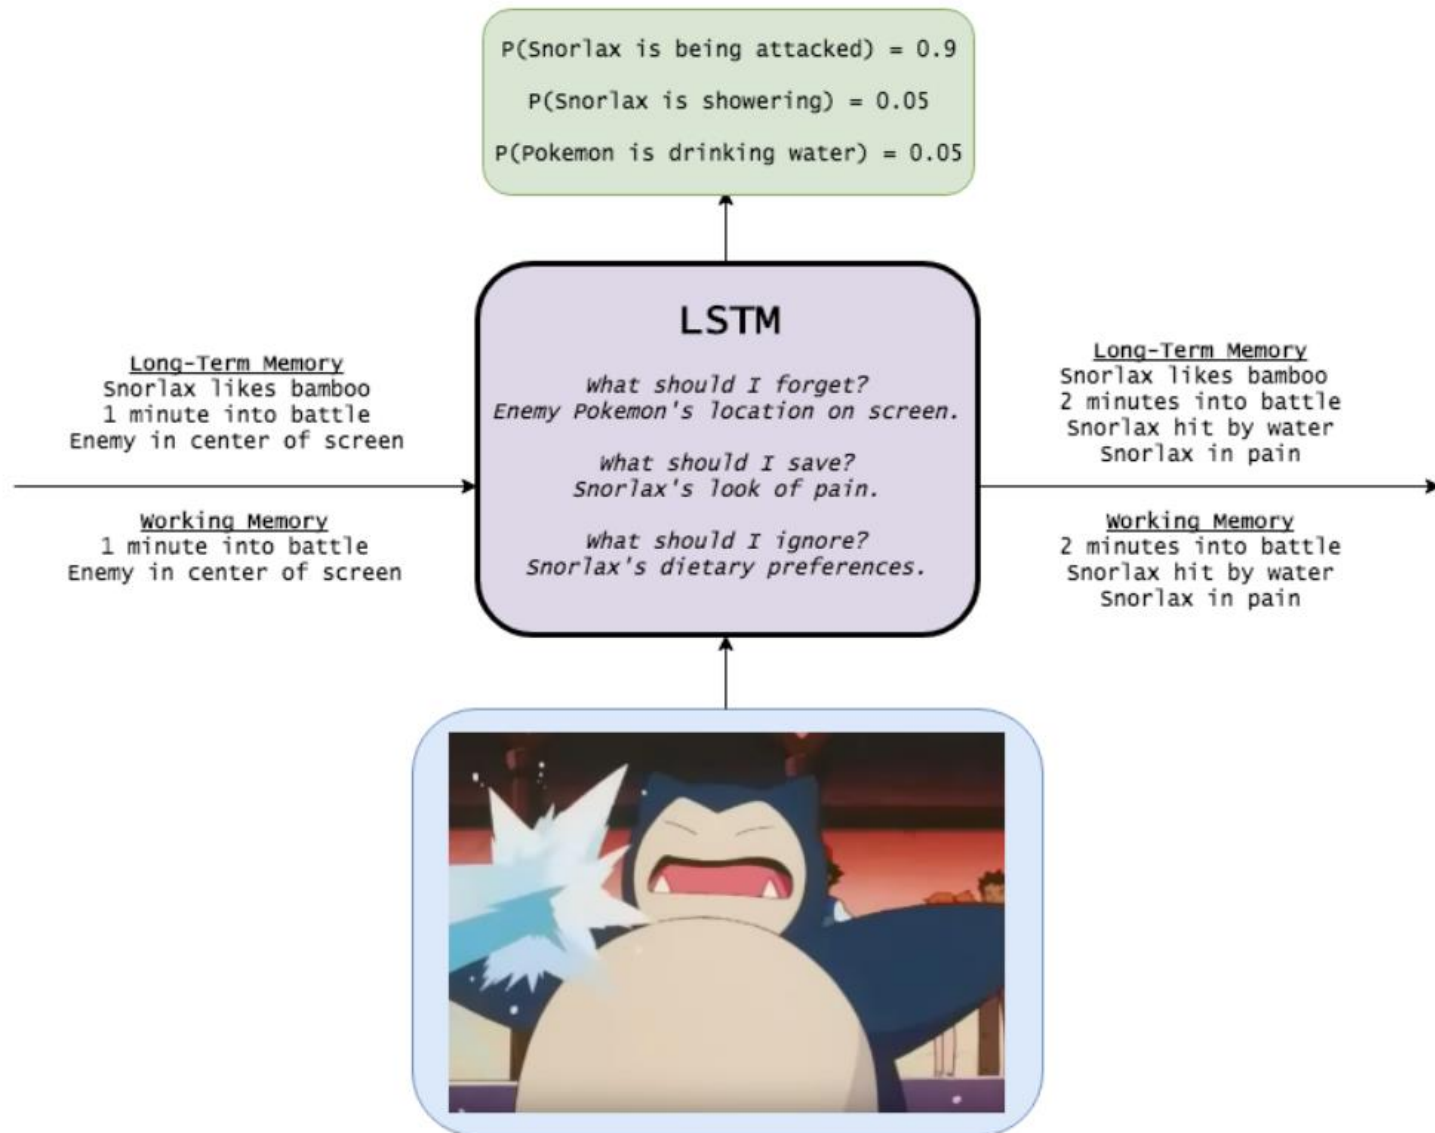 P(Snorlax is being attacked) = 0.9
P(Snorlax is showering) = 0.05
P(Pokemon is drinking water) = 0.05
Long-Term Memory
Snorlax likes bamboo
1 minute into battle
Enemy in center of screen
Working Memory
1 minute into battle
Enemy in center of screen
LSTM
What should I forget?
Enemy Pokemon's location on screen.
What should I save?
Snorlax's look of pain.
What should I ignore?
Snorlax's dietary preferences.
Long-Term Memory
Snorlax likes bamboo
2 minutes into battle
Snorlax hit by water
Snorlax in pain
Working Memory
2 minutes into battle
Snorlax hit by water
Snorlax in pain